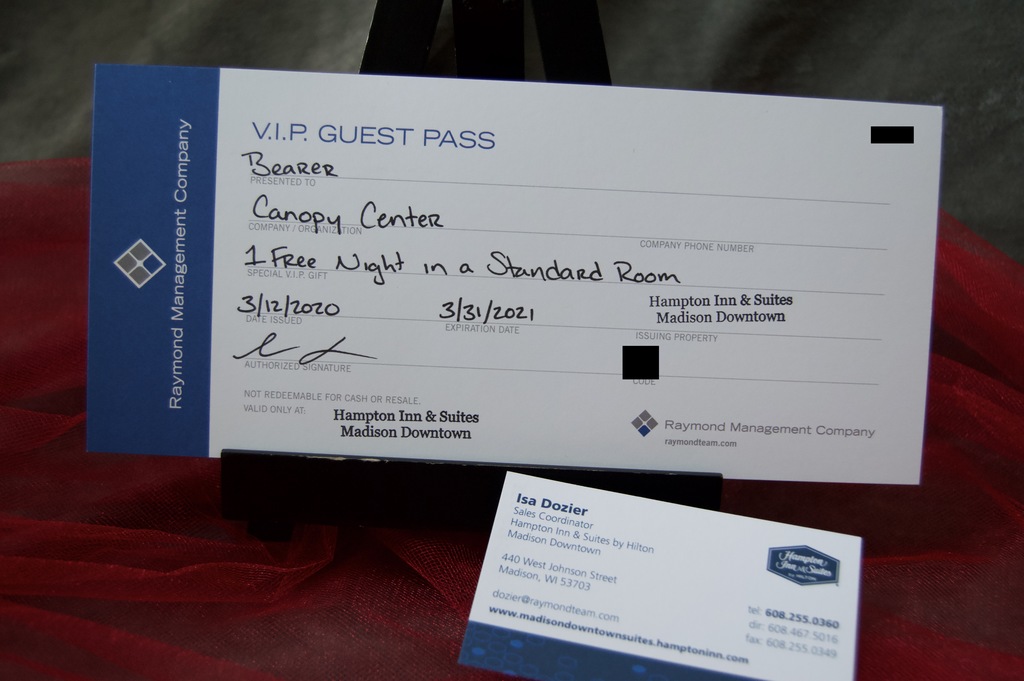 Raymond Management Company
V.I.P. GUEST PASS
Bearer
PRESENTED TO
Canopy Center
COMPANY / ORGANIZATION
COMPANY PHONE NUMBER
1 Free Night in a Standard Room
SPECIAL V.I.P. GIFT
3/12/2020 3/31/2021 Hampton Inn & Suites
Madison Downtown
DATE ISSUED EXPIRATION DATE ISSUING PROPERTY
AUTHORIZED SIGNATURE
CODE
NOT REDEEMABLE FOR CASH OR RESALE.
VALID ONLY AT: Hampton Inn & Suites
Madison Downtown
Raymond Management Company
raymondteam.com
Isa Dozier
Sales Coordinator
Hampton Inn & Suites by Hilton
Madison Downtown
440 West Johnson Street
Madison, WI 53703
dozier@raymondteam.com
www.madisondowntownsuites.hamptoninn.com
Hampton
Inn & Suites
by HILTON
tel: 608.255.0360
dir: 608.467.5016
fax: 608.255.0349